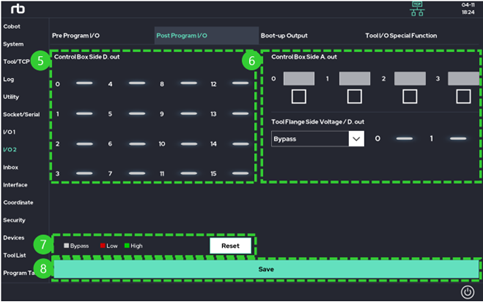 rb
04-11
18:24
Cobot
System
Tool/TCP
Log
Utility
Socket/Serial
I/O 1
I/O 2
Inbox
Interface
Coordinate
Security
Devices
Tool List
Program Ta
Pre Program I/O
Post Program I/O
Boot-up Output
Tool I/O Special Function
5
Control Box Side D. out
0 4 8 12
1 5 9 13
2 6 10 14
3 7 11 15
6
Control Box Side A. out
0 1 2 3
Tool Flange Side Voltage / D. out
Bypass 0 1
7
Bypass Low High Reset
8
Save